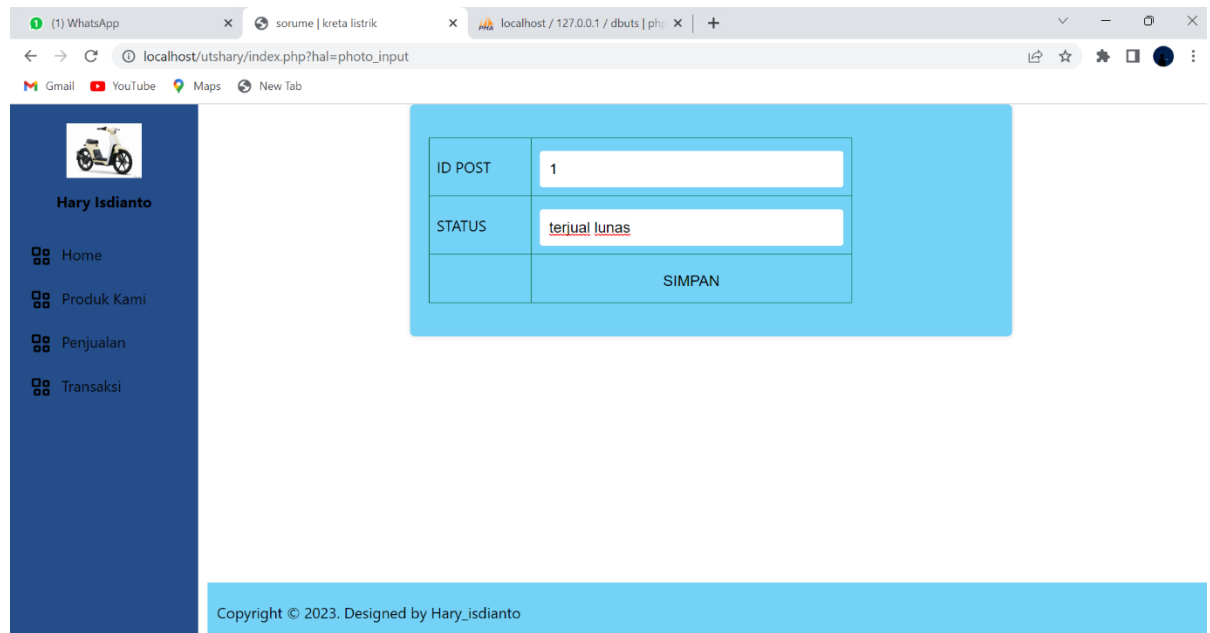 (1) WhatsApp
sorume | kreta listrik
localhost / 127.0.0.1 / dbuts | php
localhost/utshary/index.php?hal=photo_input
Gmail YouTube Maps New Tab
Hary Isdianto
Home
Produk Kami
Penjualan
Transaksi
ID POST 1
STATUS terjual lunas
SIMPAN
Copyright © 2023. Designed by Hary_isdianto